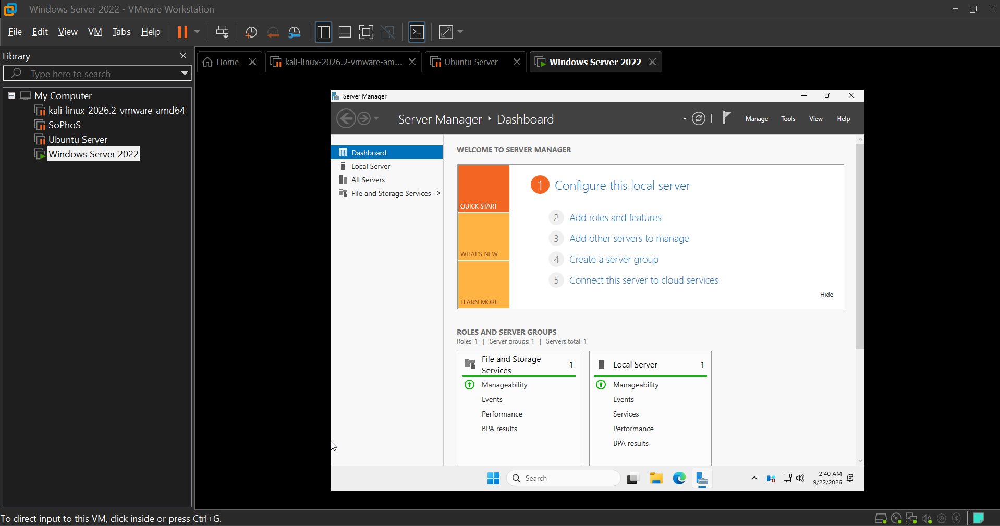 Windows Server 2022 - VMware Workstation
File Edit View VM Tabs Help
Library
Type here to search
My Computer
kali-linux-2026.2-vmware-amd64
SoPhoS
Ubuntu Server
Windows Server 2022
Home
kali-linux-2026.2-vmware-am...
Ubuntu Server
Windows Server 2022
Server Manager
Server Manager Dashboard
Manage Tools View Help
Dashboard
Local Server
All Servers
File and Storage Services
WELCOME TO SERVER MANAGER
QUICK START
WHAT'S NEW
LEARN MORE
1 Configure this local server
2 Add roles and features
3 Add other servers to manage
4 Create a server group
5 Connect this server to cloud services
Hide
ROLES AND SERVER GROUPS
Roles: 1 | Server groups: 1 | Servers total: 1
File and Storage
Services
1
Manageability
Events
Performance
BPA results
Local Server 1
Manageability
Events
Services
Performance
BPA results
Search
2:40 AM
9/22/2026
To direct input to this VM, click inside or press Ctrl+G.